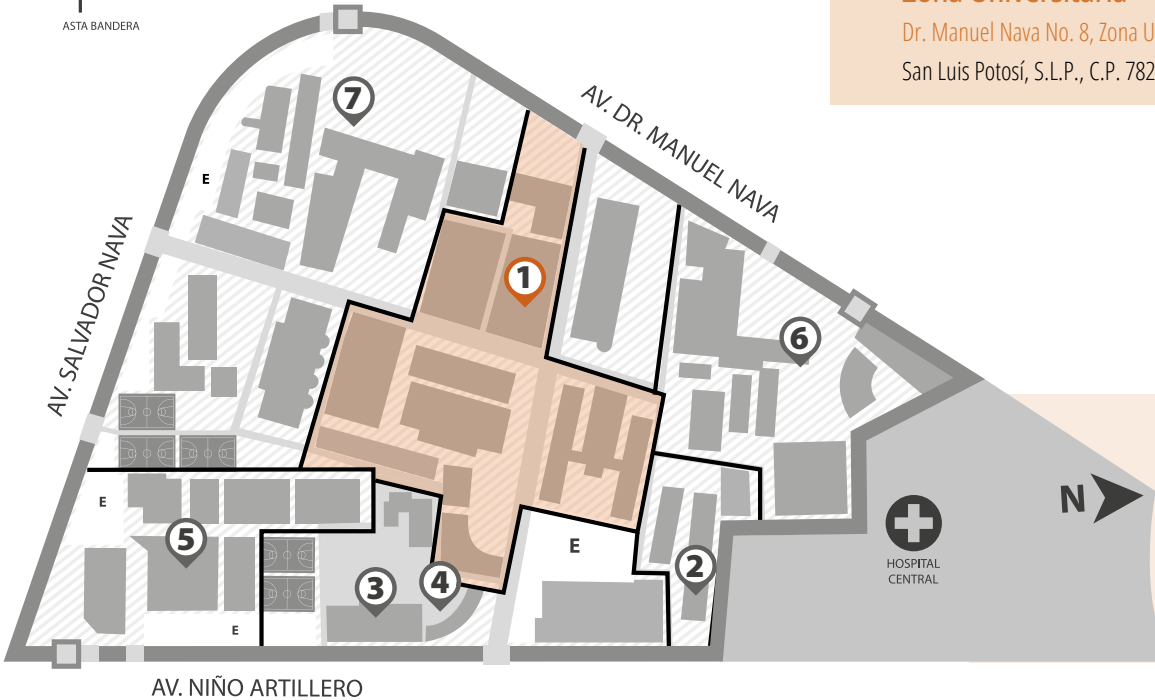 ASTA BANDERA
Dr. Manuel Nava No. 8, Zona U
San Luis Potosí, S.L.P., C.P. 782
7
AV. DR. MANUEL NAVA
E
AV. SALVADOR NAVA
1
6
N
E
5
E
2
HOSPITAL
CENTRAL
3
4
E
AV. NIÑO ARTILLERO